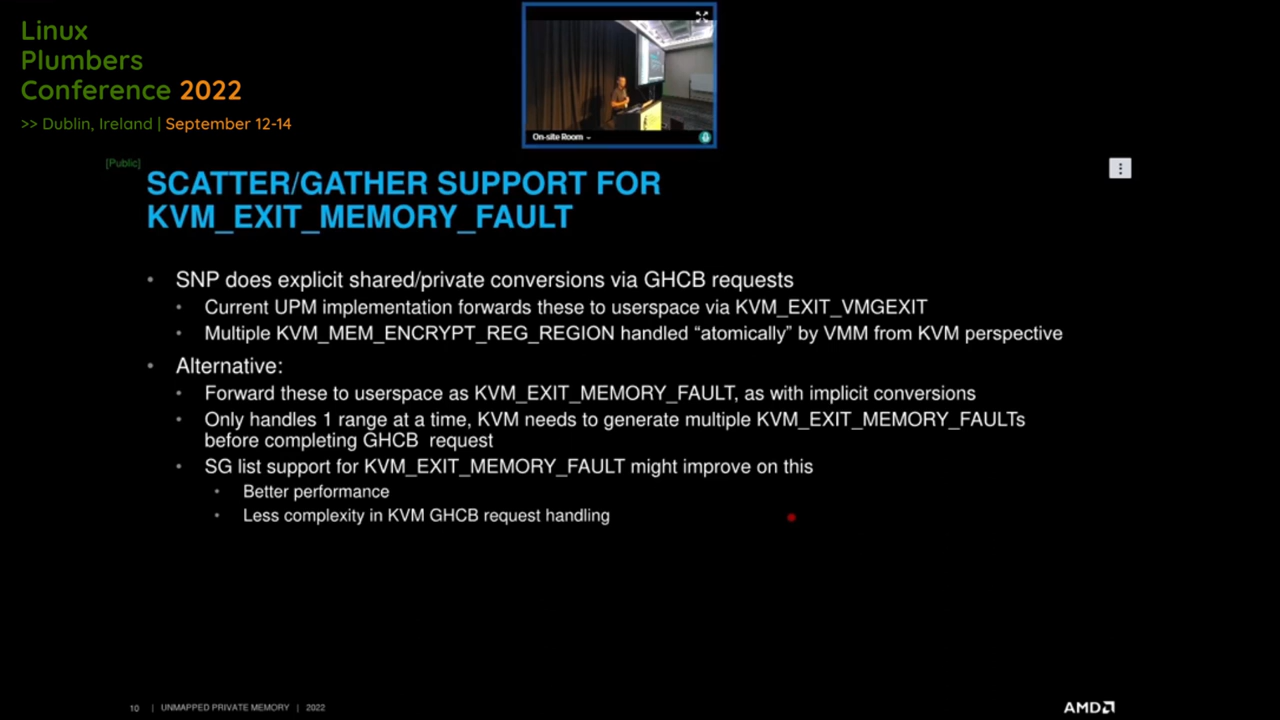 Linux
Plumbers
Conference 2022
>> Dublin, Ireland | September 12-14
On-site Room
[Public]
SCATTER/GATHER SUPPORT FOR
KVM_EXIT_MEMORY_FAULT
• SNP does explicit shared/private conversions via GHCB requests
• Current UPM implementation forwards these to userspace via KVM_EXIT_VMGEXIT
• Multiple KVM_MEM_ENCRYPT_REG_REGION handled “atomically” by VMM from KVM perspective
• Alternative:
• Forward these to userspace as KVM_EXIT_MEMORY_FAULT, as with implicit conversions
• Only handles 1 range at a time, KVM needs to generate multiple KVM_EXIT_MEMORY_FAULTs
before completing GHCB request
• SG list support for KVM_EXIT_MEMORY_FAULT might improve on this
• Better performance
• Less complexity in KVM GHCB request handling
10 | UNMAPPED PRIVATE MEMORY | 2022
AMD